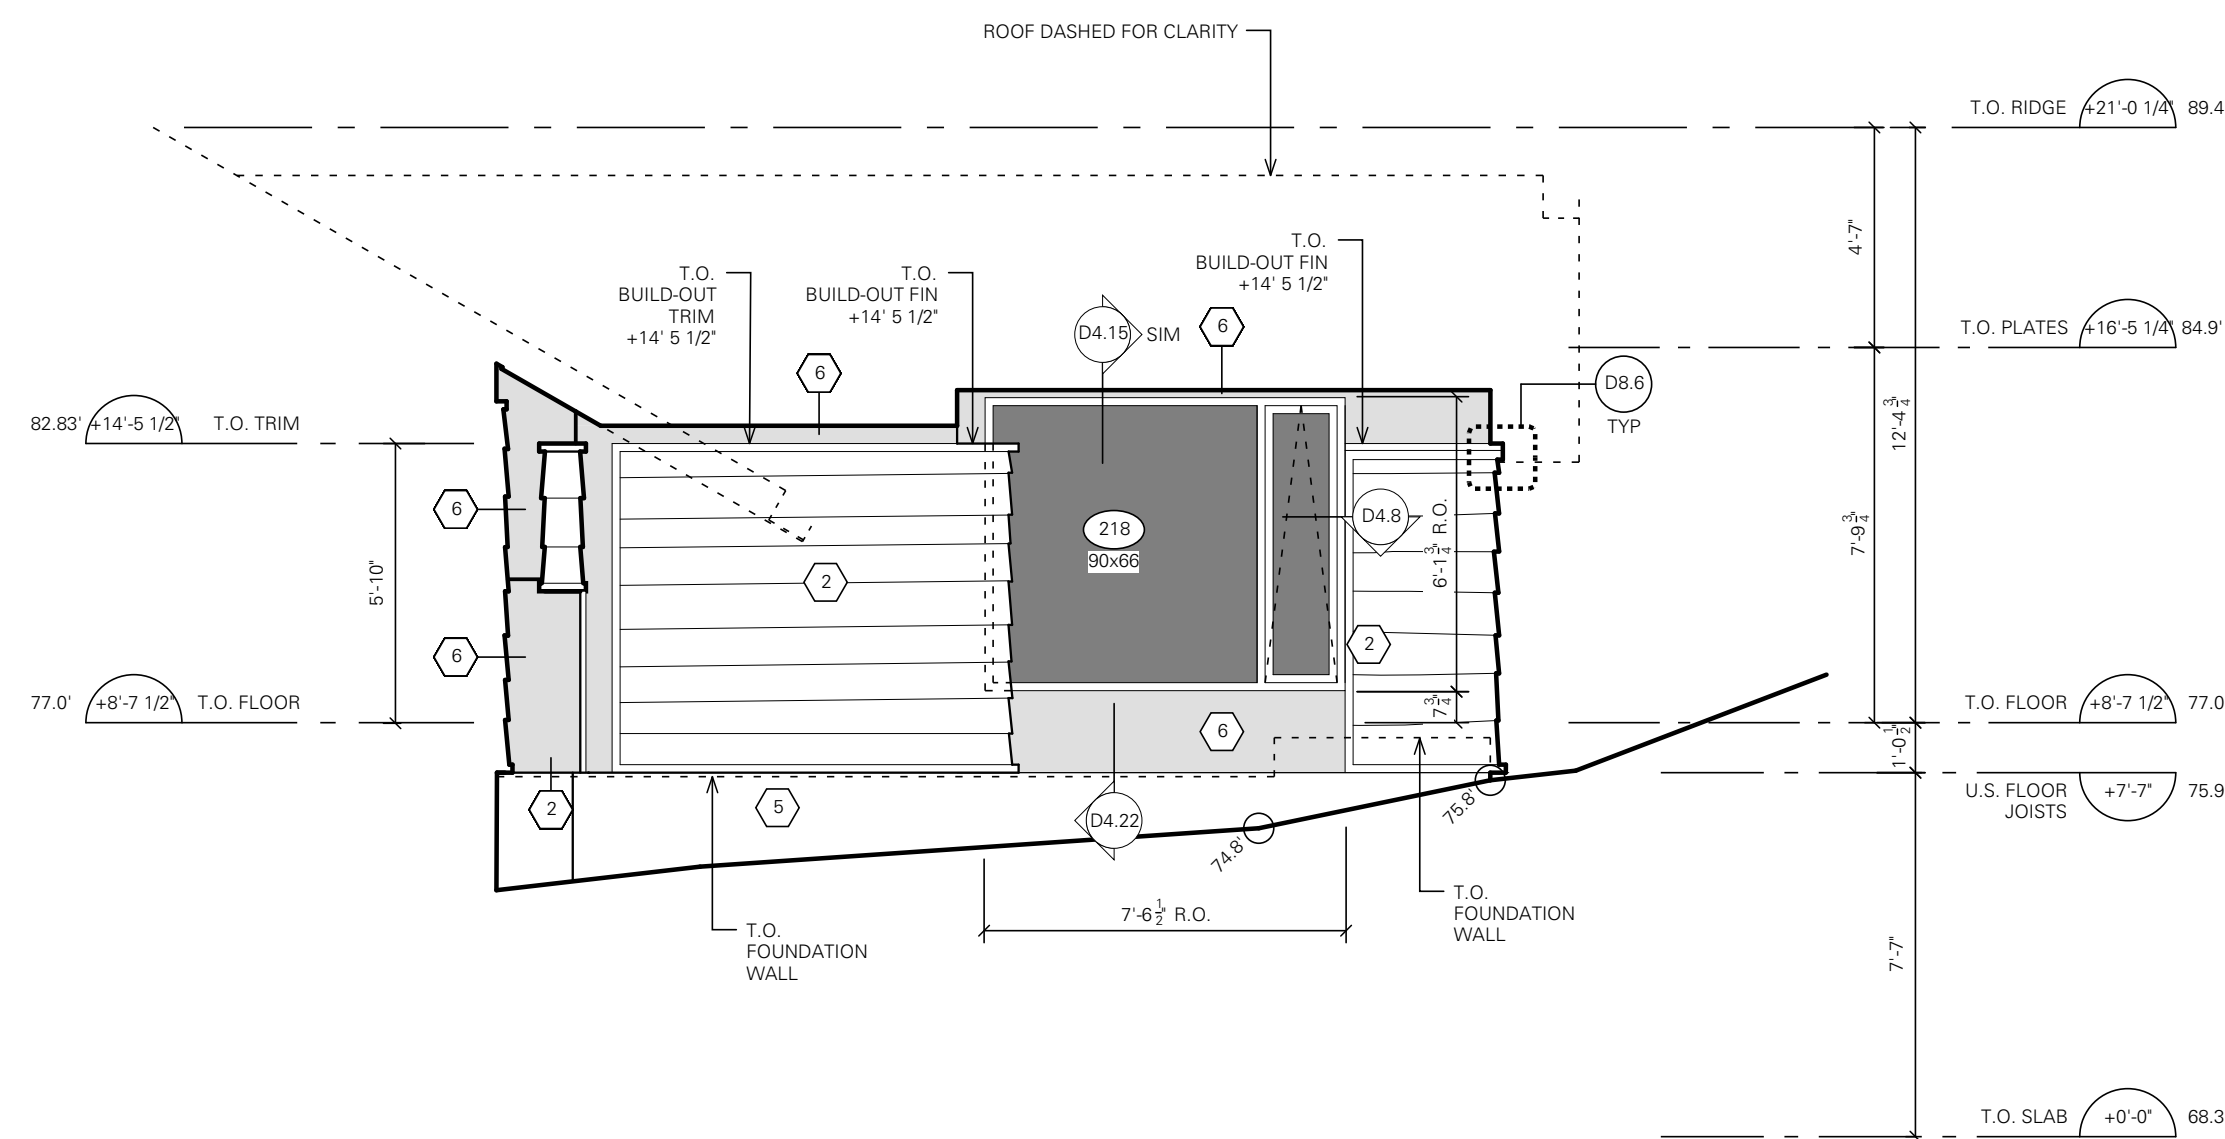 ROOF DASHED FOR CLARITY
T.O. RIDGE +21'-0 1/4" 89.4
4'-7"
T.O.
BUILD-OUT FIN
+14' 5 1/2"
T.O.
BUILD-OUT
TRIM
+14' 5 1/2"
T.O.
BUILD-OUT FIN
+14' 5 1/2"
D4.15 SIM
6
T.O. PLATES +16'-5 1/4" 84.9'
6
D8.6
TYP
82.83' +14'-5 1/2" T.O. TRIM
12'-4 3/4"
6
218
90x66
D4.8
6'-1 3/4" R.O.
7'-9 3/4"
5'-10"
2
2
6
77.0' +8'-7 1/2" T.O. FLOOR
7 3/4"
T.O. FLOOR +8'-7 1/2" 77.0
6
1'-0 1/2"
2
5
D4.22
75.8'
74.8'
U.S. FLOOR
JOISTS
+7'-7" 75.9
T.O.
FOUNDATION
WALL
7'-6 1/2" R.O.
T.O.
FOUNDATION
WALL
7'-7"
T.O. SLAB +0'-0" 68.3